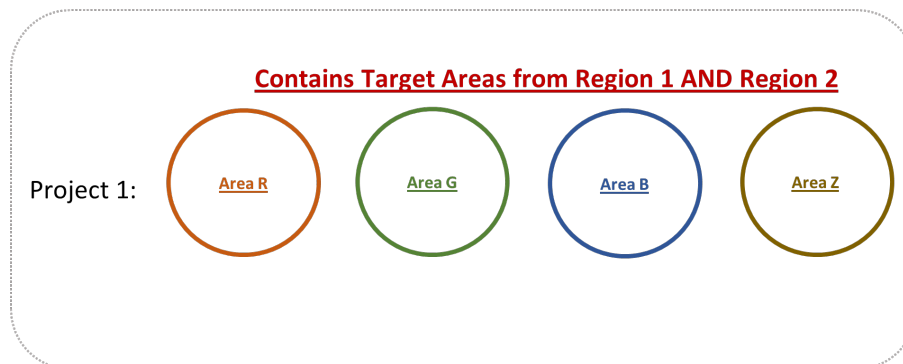 Contains Target Areas from Region 1 AND Region 2
Project 1:
Area R
Area G
Area B
Area Z